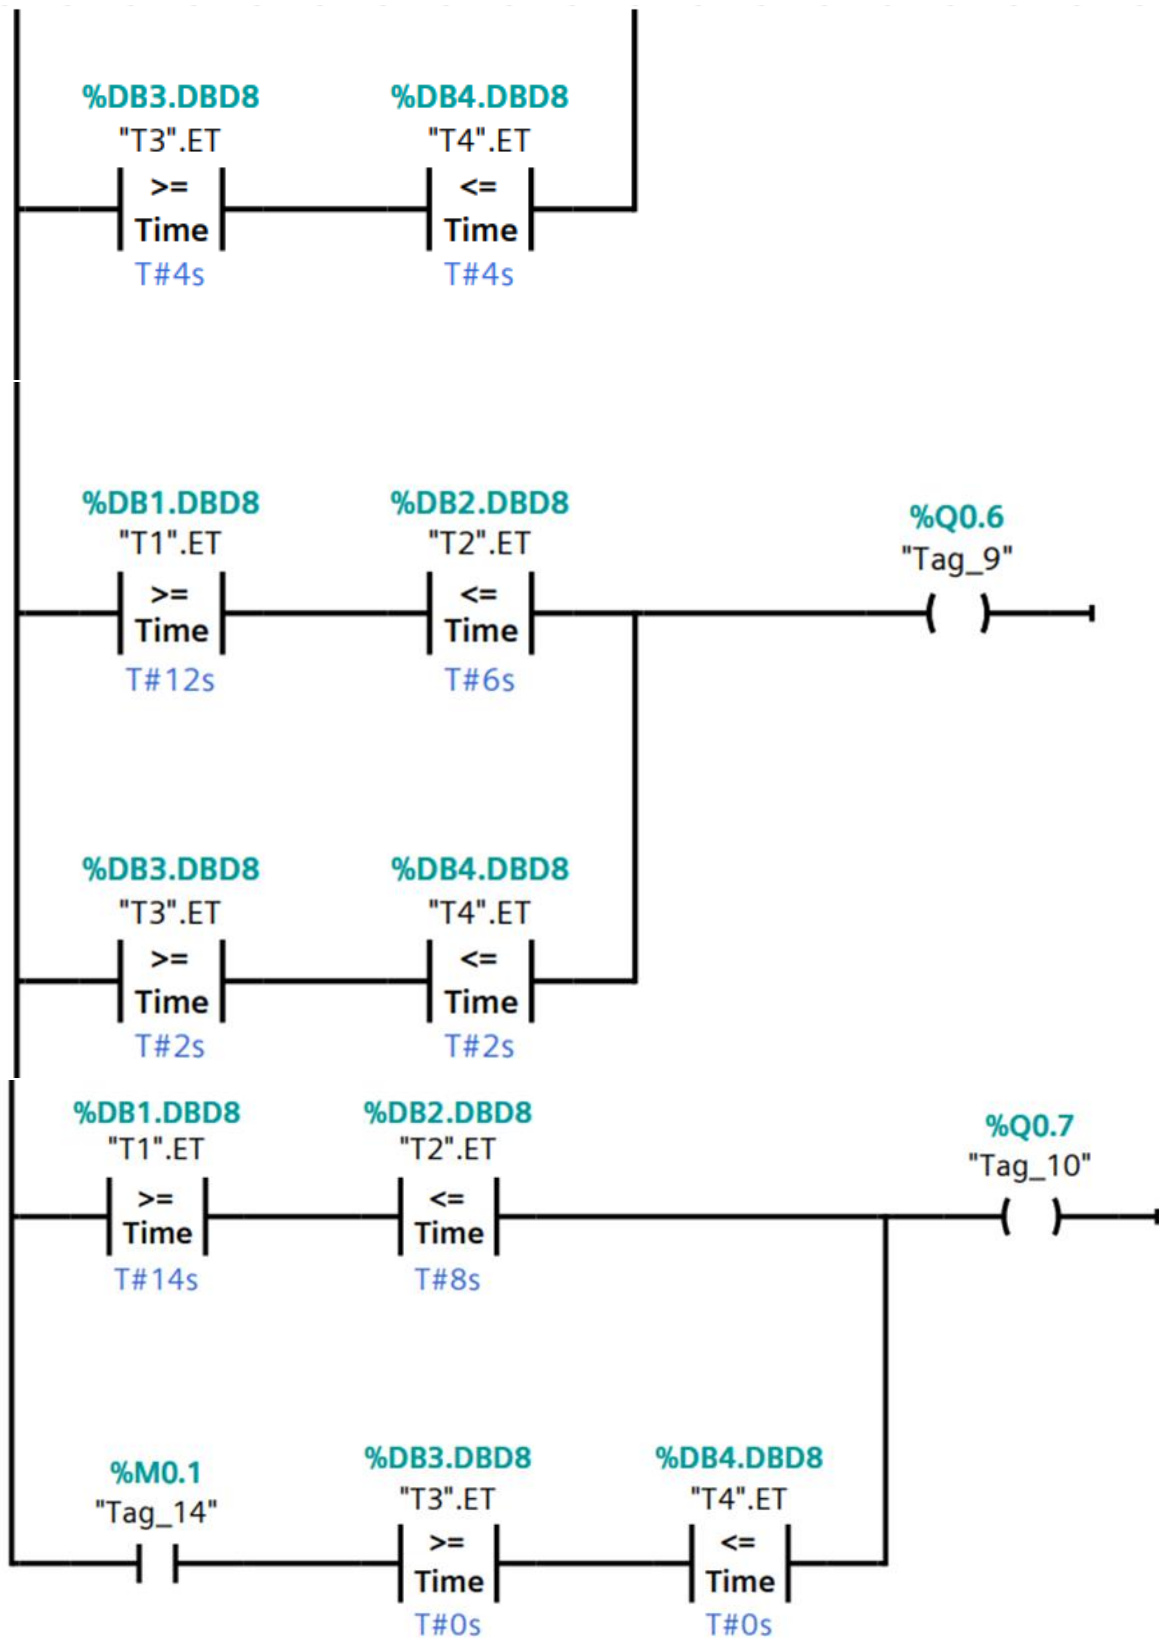 %DB3.DBD8 %DB4.DBD8
"T3".ET "T4".ET
>= <=
Time Time
T#4s T#4s
%DB1.DBD8 %DB2.DBD8 %Q0.6
"T1".ET "T2".ET "Tag_9"
>= <=
Time Time
T#12s T#6s
%DB3.DBD8 %DB4.DBD8
"T3".ET "T4".ET
>= <=
Time Time
T#2s T#2s
%DB1.DBD8 %DB2.DBD8 %Q0.7
"T1".ET "T2".ET "Tag_10"
>= <=
Time Time
T#14s T#8s
%M0.1 %DB3.DBD8 %DB4.DBD8
"Tag_14" "T3".ET "T4".ET
>= <=
Time Time
T#0s T#0s